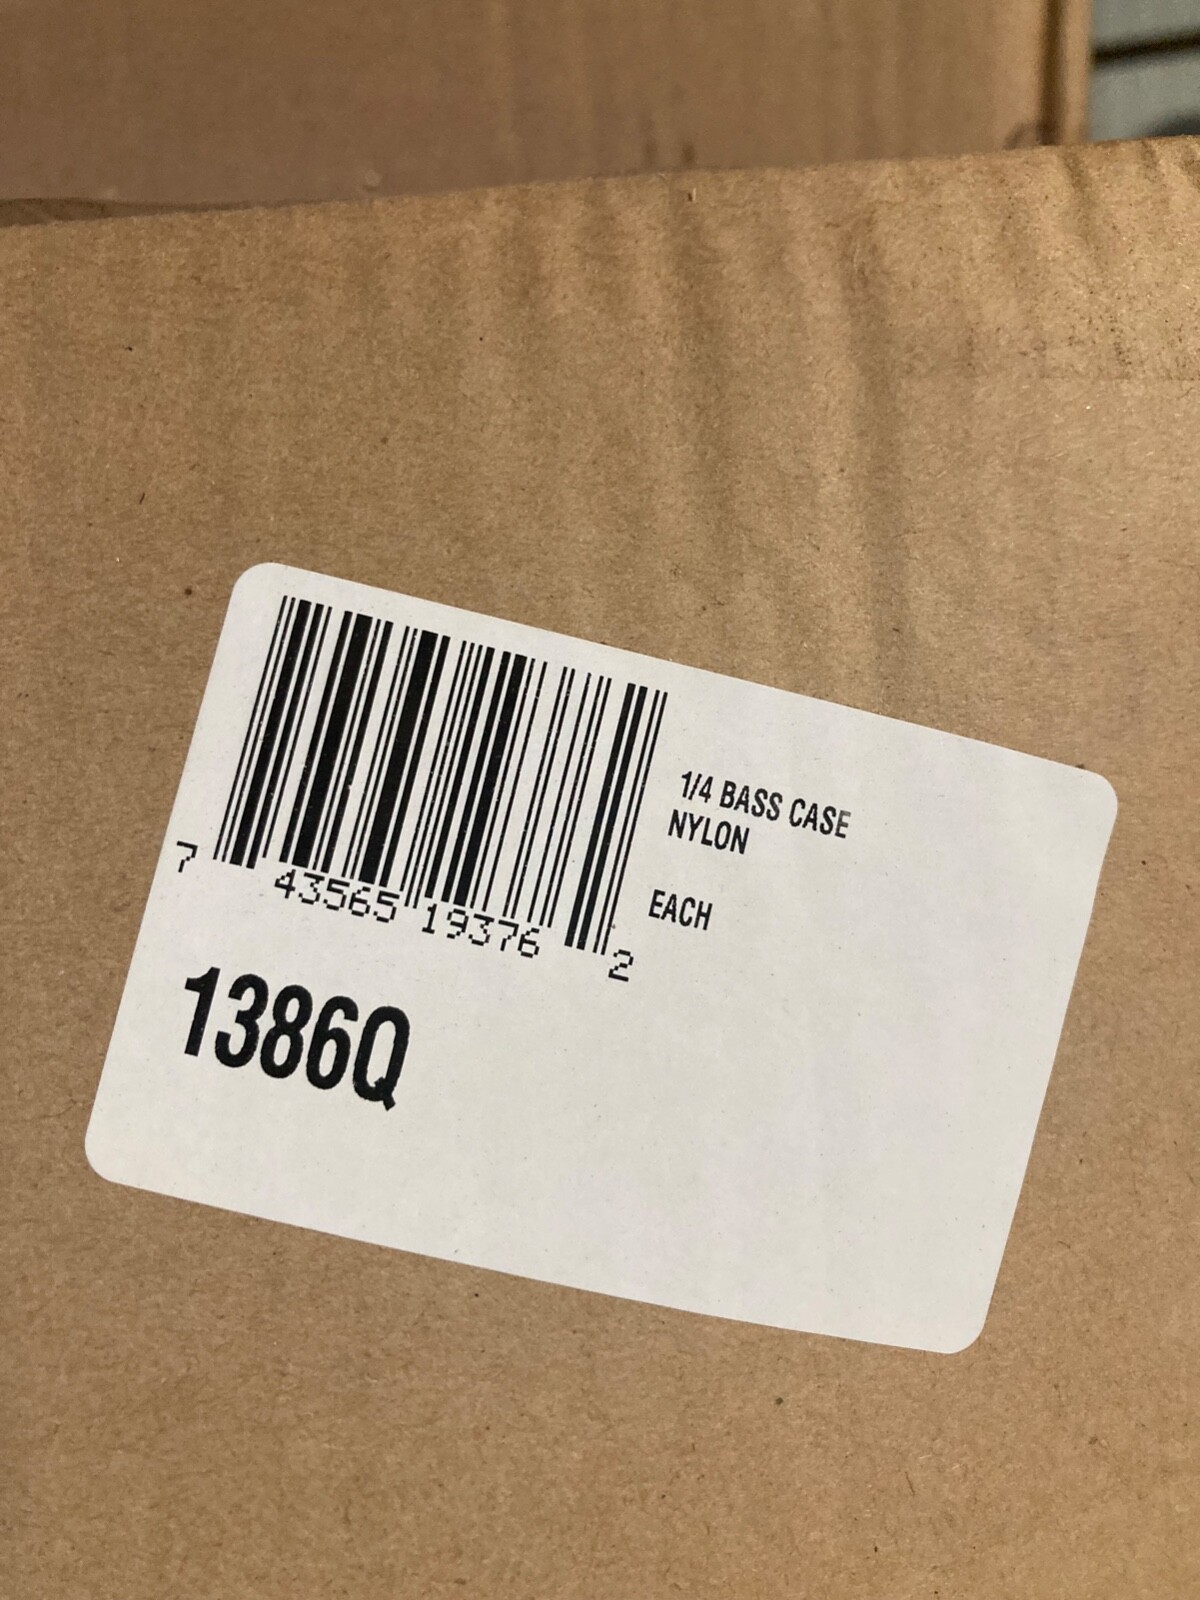 1/4 BASS CASE
NYLON
EACH
7 43565 19376 2
1386Q